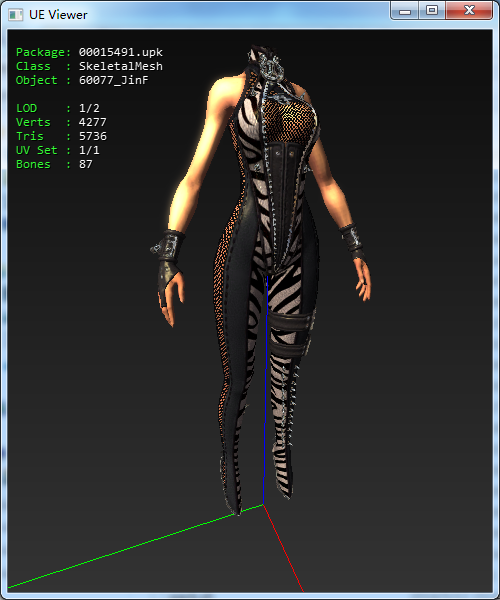 UE Viewer
Package: 00015491.upk
Class  : SkeletalMesh
Object : 60077_JinF
LOD    : 1/2
Verts  : 4277
Tris   : 5736
UV Set : 1/1
Bones  : 87